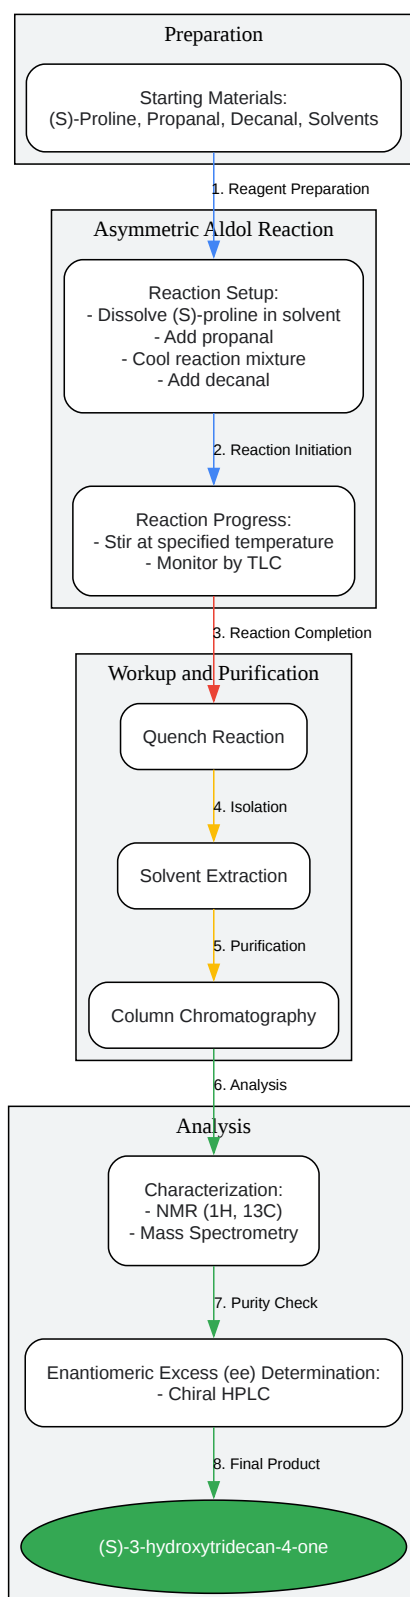 Preparation
Starting Materials:
(S)-Proline, Propanal, Decanal, Solvents
1. Reagent Preparation
Asymmetric Aldol Reaction
Reaction Setup:
- Dissolve (S)-proline in solvent
- Add propanal
- Cool reaction mixture
- Add decanal
2. Reaction Initiation
Reaction Progress:
- Stir at specified temperature
- Monitor by TLC
3. Reaction Completion
Workup and Purification
Quench Reaction
4. Isolation
Solvent Extraction
5. Purification
Column Chromatography
6. Analysis
Analysis
Characterization:
- NMR (1H, 13C)
- Mass Spectrometry
7. Purity Check
Enantiomeric Excess (ee) Determination:
- Chiral HPLC
8. Final Product
(S)-3-hydroxytridecan-4-one